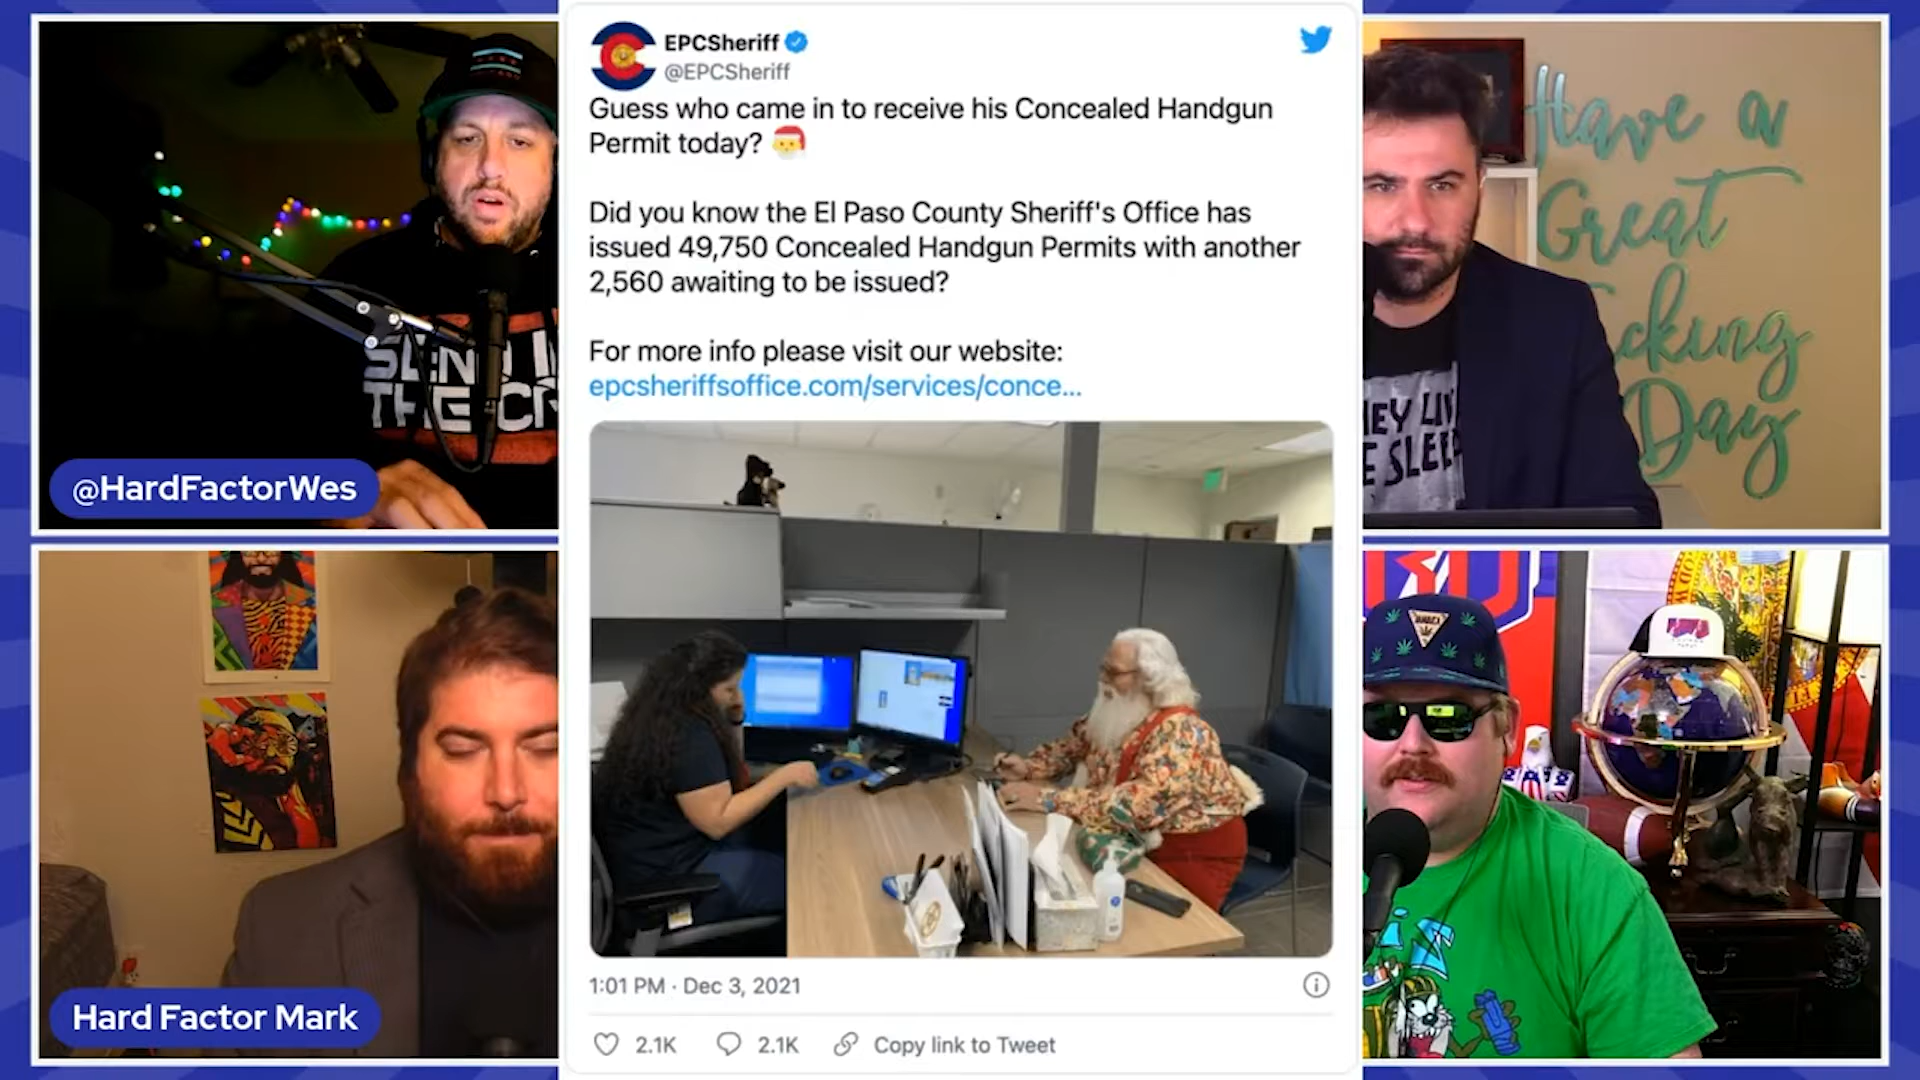 EPCSheriff
@EPCSheriff
Guess who came in to receive his Concealed Handgun
Permit today? 🎅
Did you know the El Paso County Sheriff's Office has
issued 49,750 Concealed Handgun Permits with another
2,560 awaiting to be issued?
For more info please visit our website:
epcsheriffsoffice.com/services/conce...
1:01 PM · Dec 3, 2021
2.1K
2.1K
Copy link to Tweet
@HardFactorWes
Hard Factor Mark
THE
Have a
Great
cking
Day
JAMAICA